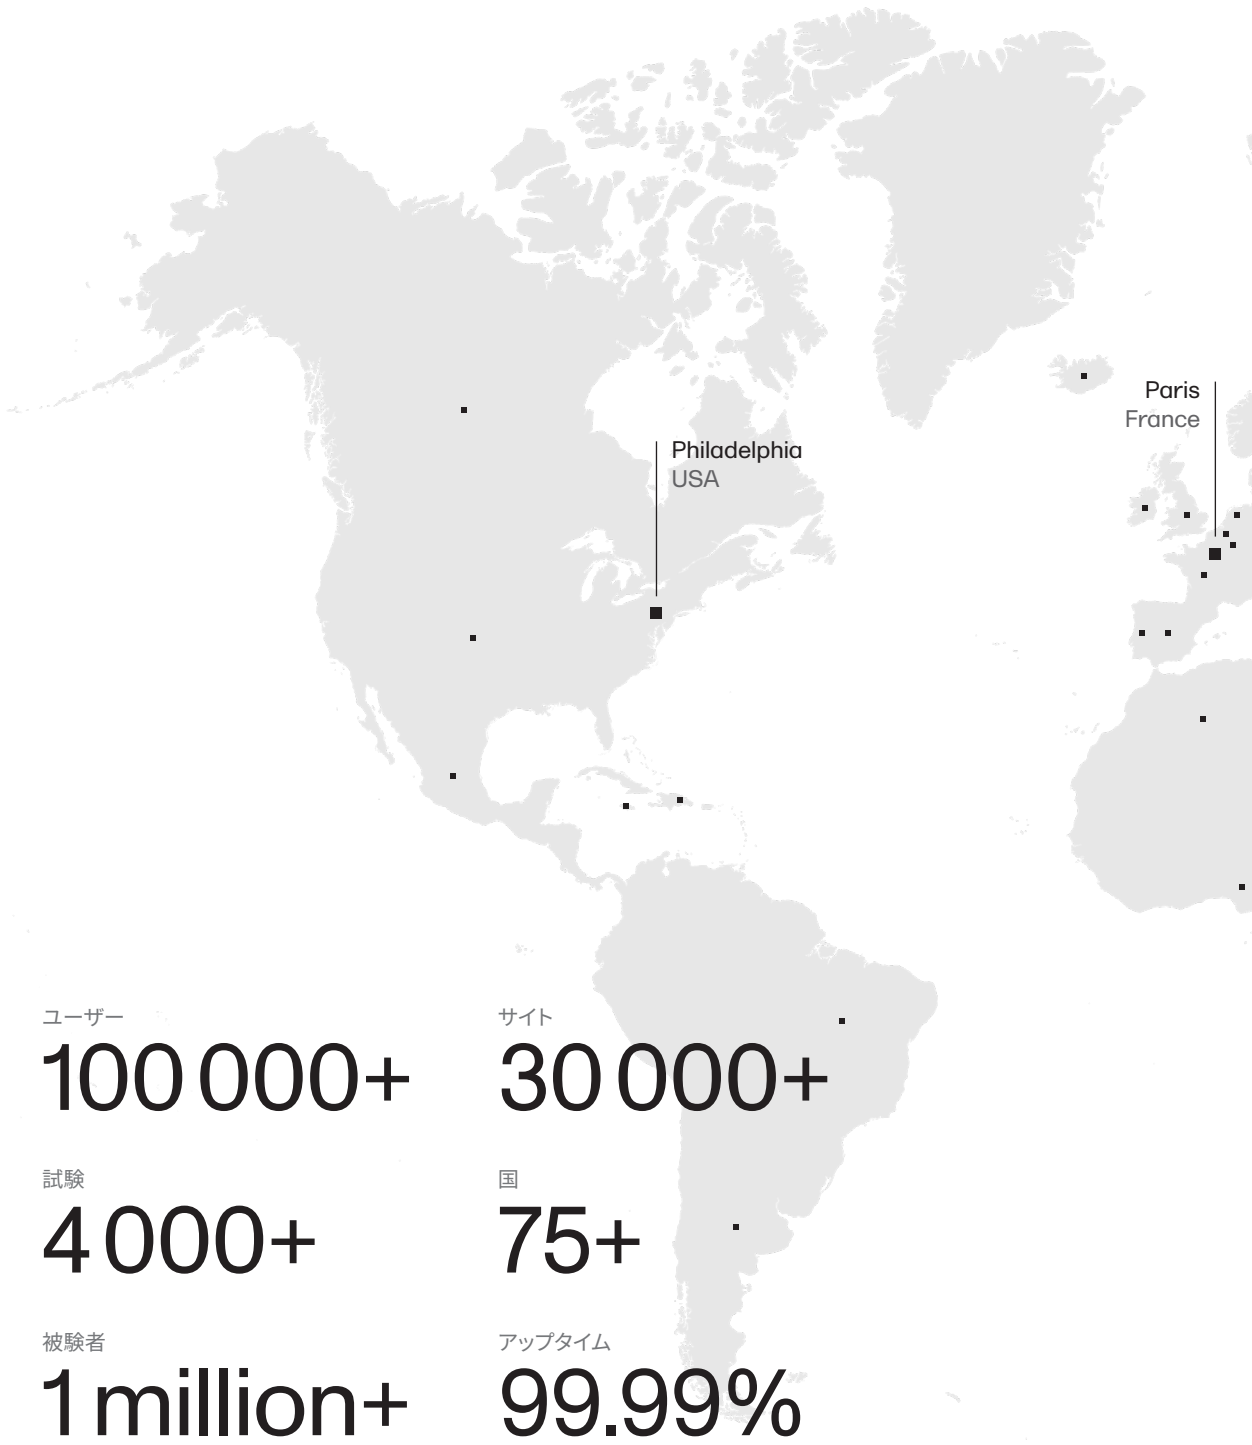 Paris
France
Philadelphia
USA
ユーザー
100 000+
サイト
30 000+
試験
4 000+
国
75+
被験者
1 million+
アップタイム
99.99%